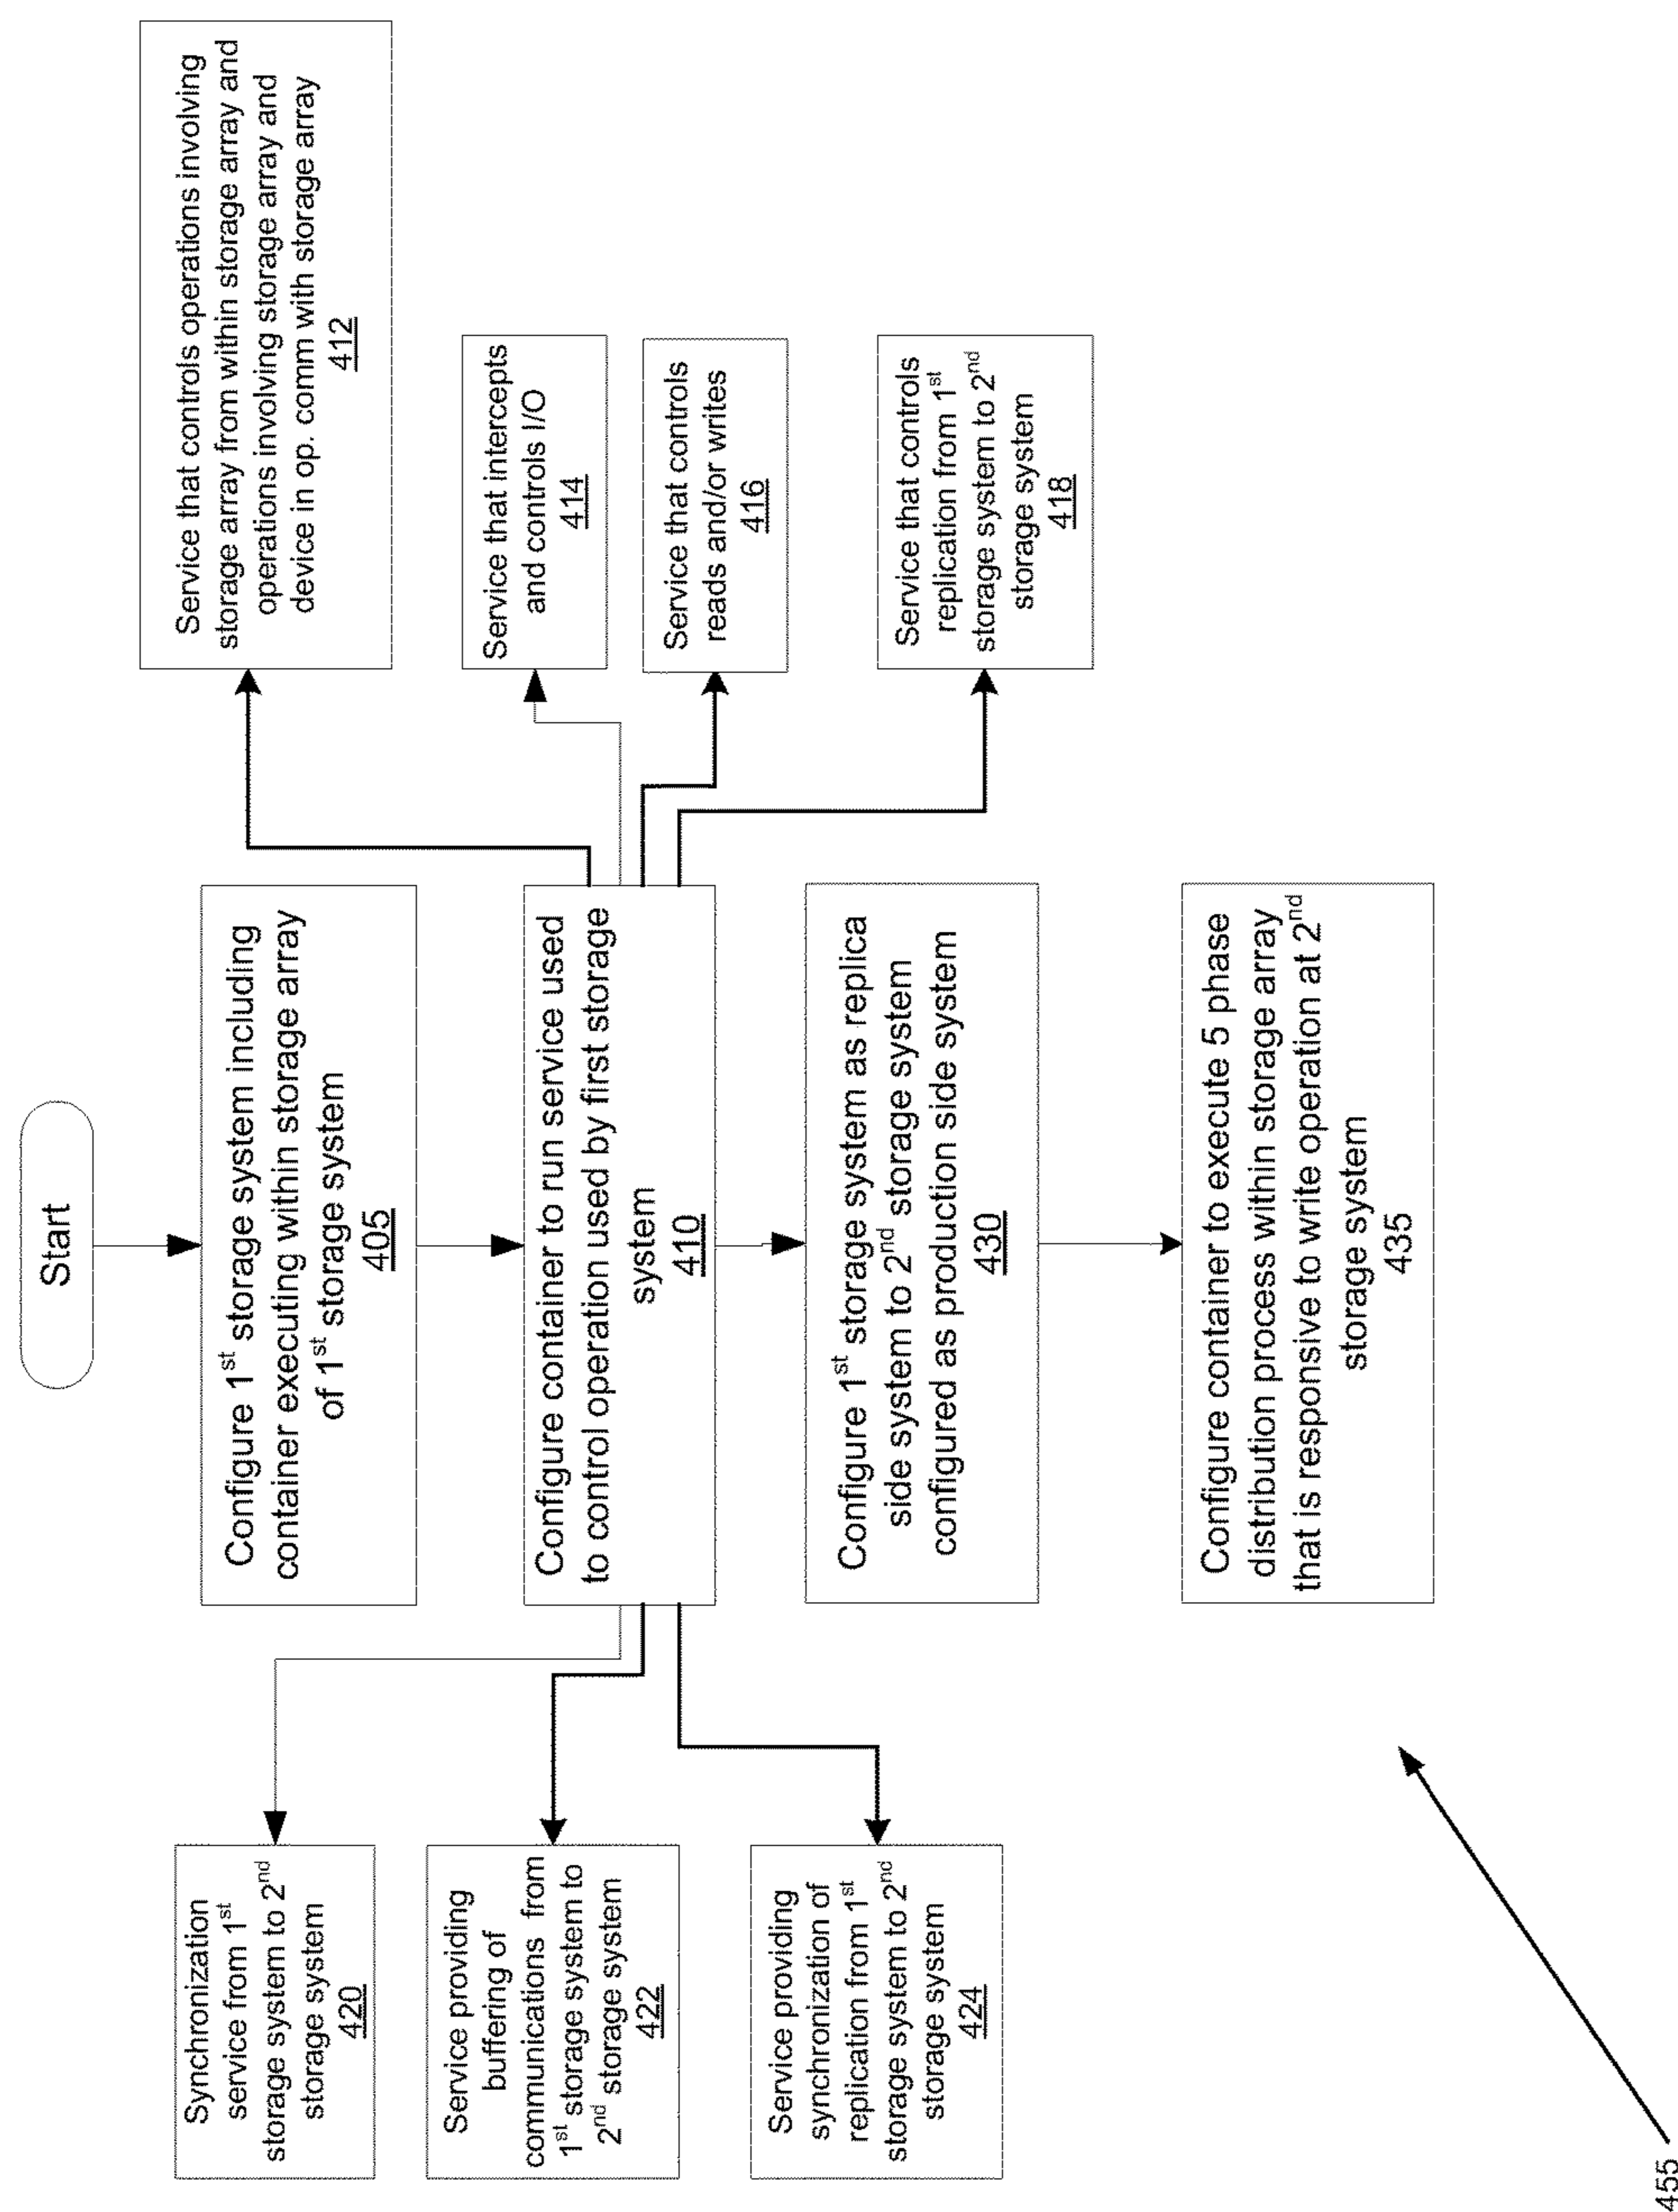 Start
Configure 1st storage system including
container executing within storage array
of 1st storage system
405
Configure container to run service used
to control operation used by first storage
system
410
Service that controls operations involving
storage array from within storage array and
operations involving storage array and
device in op. comm with storage array
412
Service that intercepts
and controls I/O
414
Service that controls
reads and/or writes
416
Service that controls
replication from 1st
storage system to 2nd
storage system
418
Synchronization
service from 1st
storage system to 2nd
storage system
420
Service providing
buffering of
communications from
1st storage system to
2nd storage system
422
Service providing
synchronization of
replication from 1st
storage system to 2nd
storage system
424
Configure 1st storage system as replica
side system to 2nd storage system
configured as production side system
430
Configure container to execute 5 phase
distribution process within storage array
that is responsive to write operation at 2nd
storage system
435
455